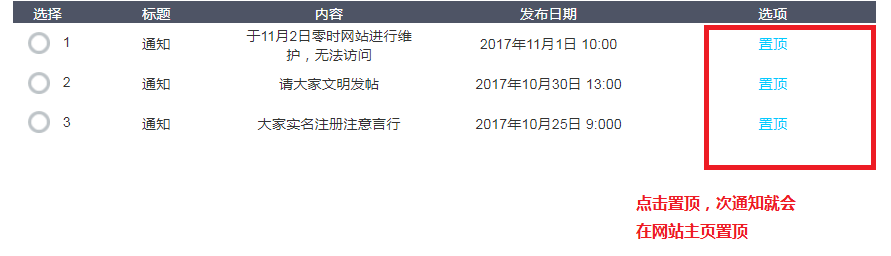 选择 标题 内容 发布日期 选项
1 通知 于11月2日零时网站进行维 2017年11月1日 10:00 置顶
护，无法访问
2 通知 请大家文明发帖 2017年10月30日 13:00 置顶
3 通知 大家实名注册注意言行 2017年10月25日 9:000 置顶
点击置顶，次通知就会
在网站主页置顶